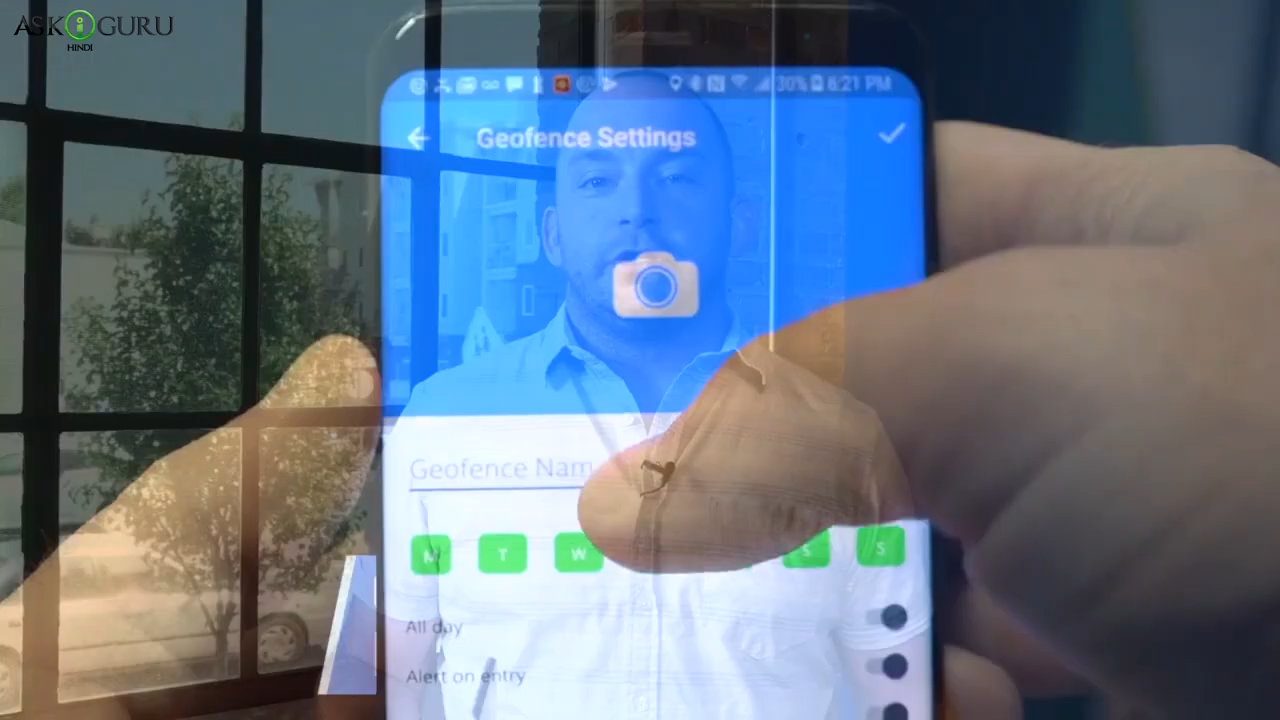 ASK GURU
HINDI
30% 6:21 PM
Geofence Settings
Geofence Nam
M T W S S
All day
Alert on entry